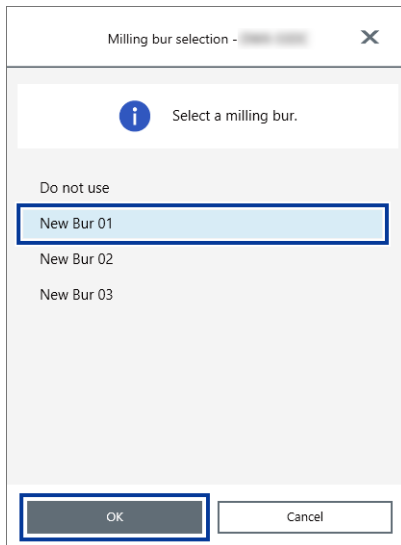 Milling bur selection -
Select a milling bur.
Do not use
New Bur 01
New Bur 02
New Bur 03
OK
Cancel